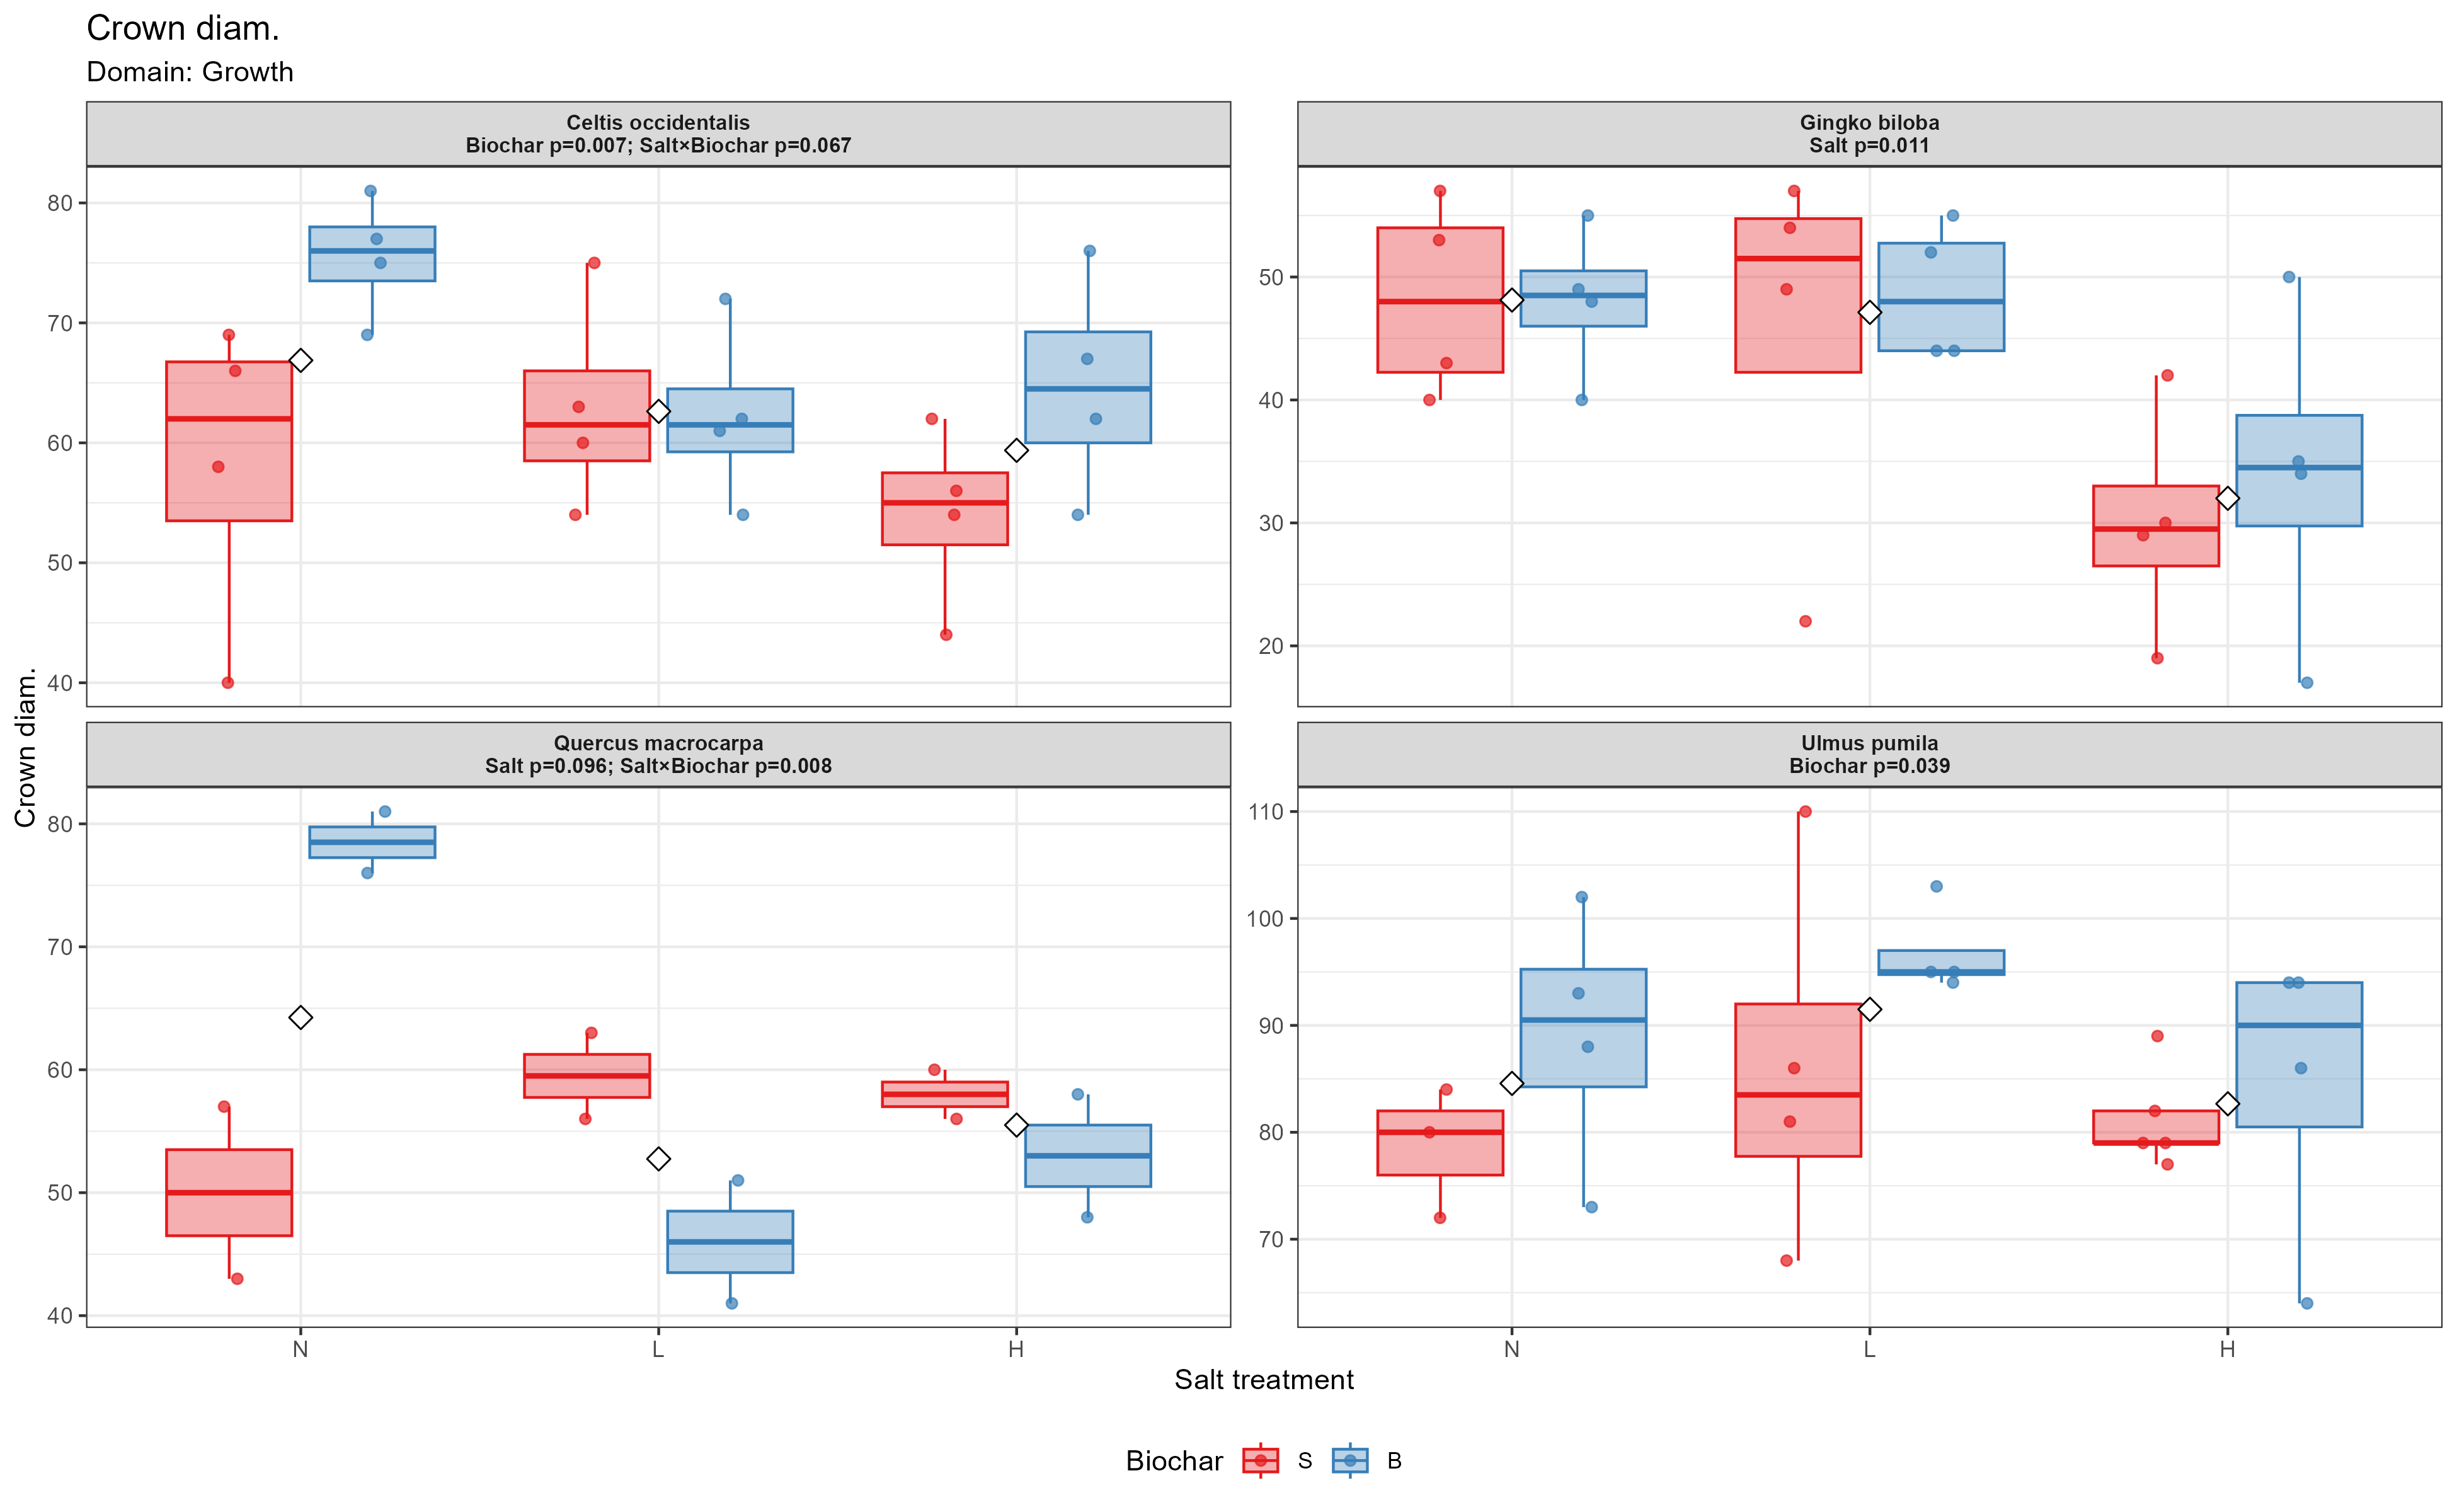 Crown diam.
Domain: Growth
Celtis occidentalis
Biochar p=0.007; Salt×Biochar p=0.067
Gingko biloba
Salt p=0.011
80
70
60
50
40
50
40
30
20
Crown diam.
Quercus macrocarpa
Salt p=0.096; Salt×Biochar p=0.008
Ulmus pumila
Biochar p=0.039
80
70
60
50
40
110
100
90
80
70
N
L
H
N
L
H
Salt treatment
Biochar
S
B